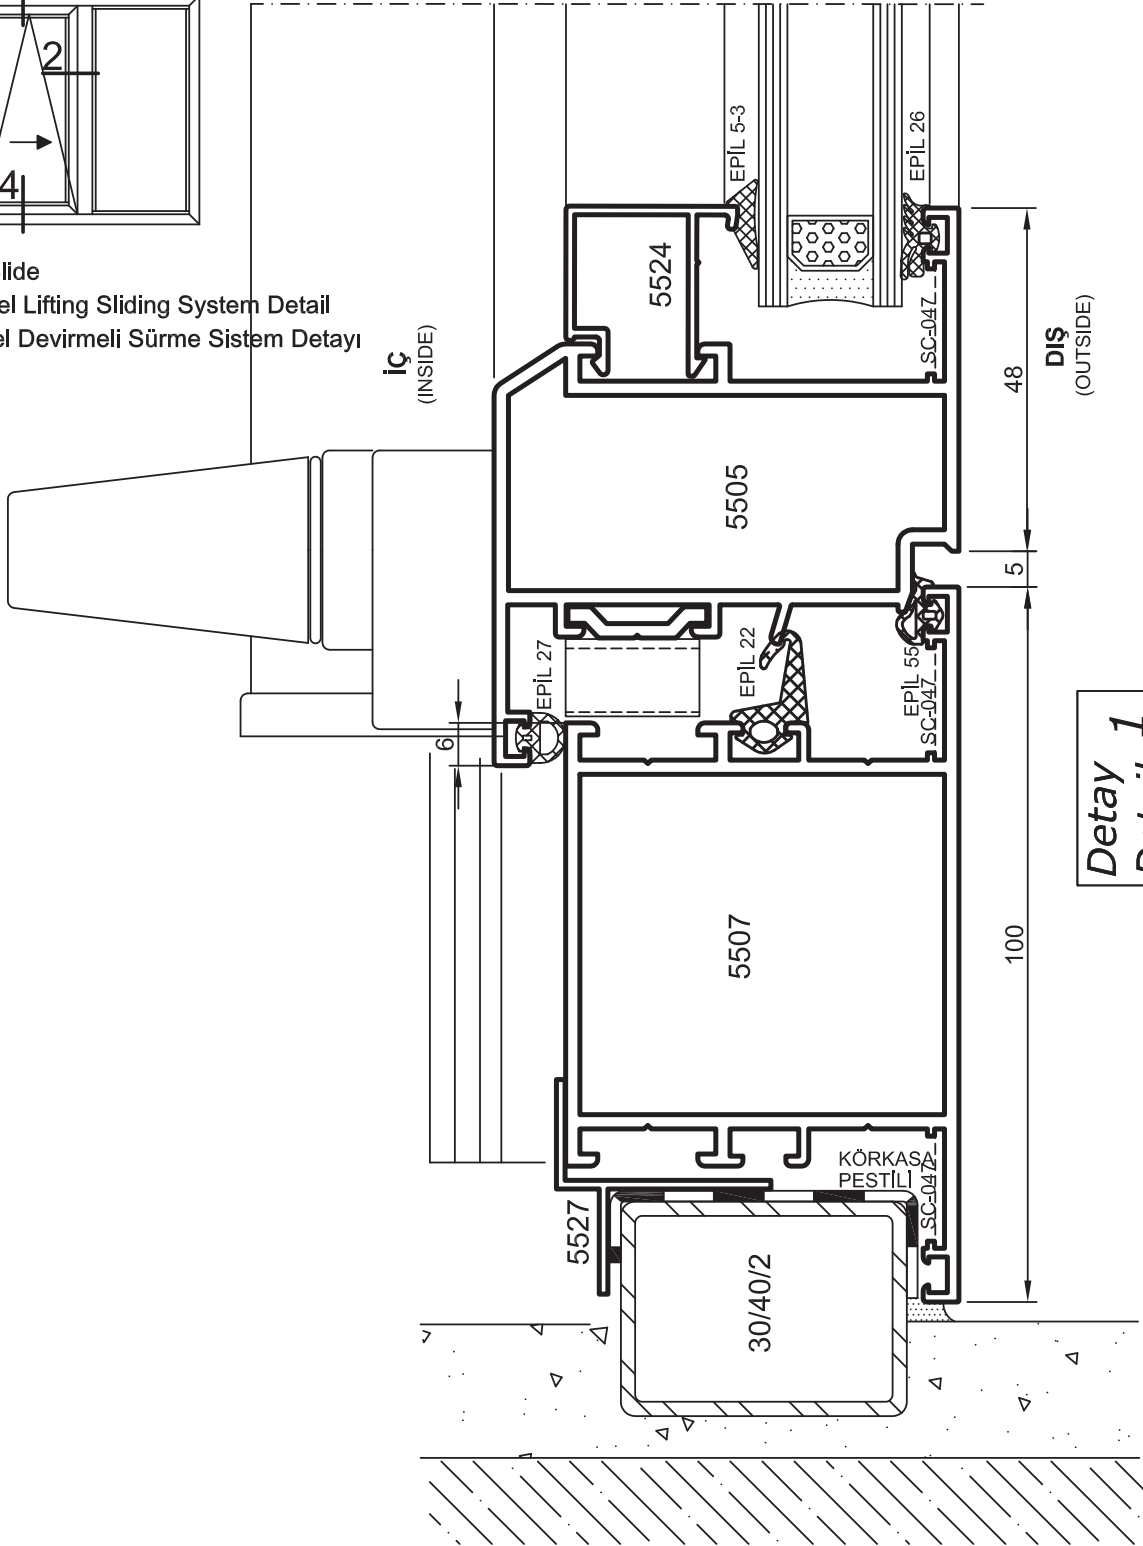 2
4
el Lifting Sliding System Detail
el Devirmeli Sürme Sistem Detayı
İÇ
(INSIDE)
EPİL 5-3
EPİL 26
5524
SC-047
48
DIŞ
(OUTSIDE)
5505
5
EPİL 27
EPİL 22
EPİL 55
SC-047
6
5507
100
Detay 1
KÖRKASA
PESTİLİ
SC-047
5527
30/40/2